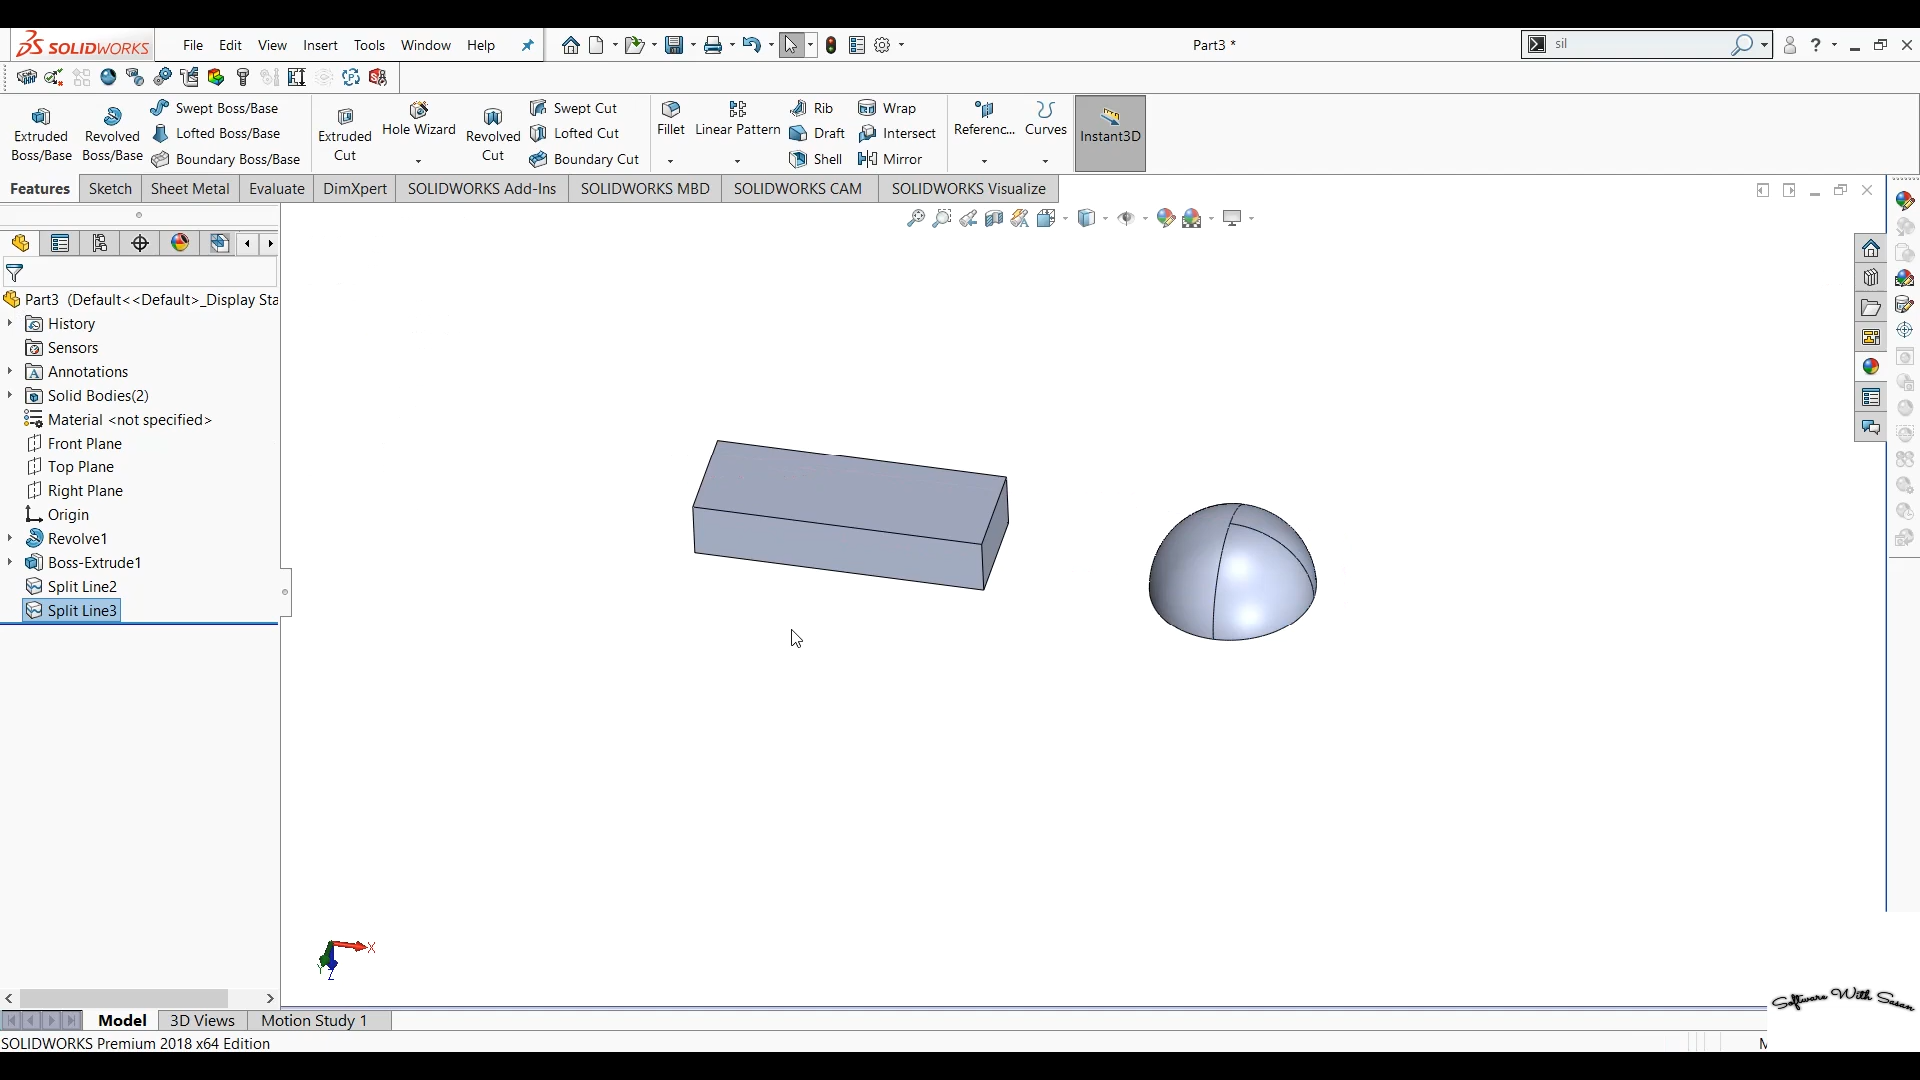 SOLIDWORKS File Edit View Insert Tools Window Help Part3 * sil ?
Extruded Boss/Base
Revolved Boss/Base
Swept Boss/Base
Lofted Boss/Base
Boundary Boss/Base
Extruded Cut
Hole Wizard
Revolved Cut
Swept Cut
Lofted Cut
Boundary Cut
Fillet
Linear Pattern
Rib
Draft
Shell
Wrap
Intersect
Mirror
Referenc...
Curves
Instant3D
Features Sketch Sheet Metal Evaluate DimXpert SOLIDWORKS Add-Ins SOLIDWORKS MBD SOLIDWORKS CAM SOLIDWORKS Visualize
Part3 (Default<<Default>_Display Sta
History
Sensors
Annotations
Solid Bodies(2)
Material <not specified>
Front Plane
Top Plane
Right Plane
Origin
Revolve1
Boss-Extrude1
Split Line2
Split Line3
X
Y
Z
Software With Sasan
Model 3D Views Motion Study 1
SOLIDWORKS Premium 2018 x64 Edition